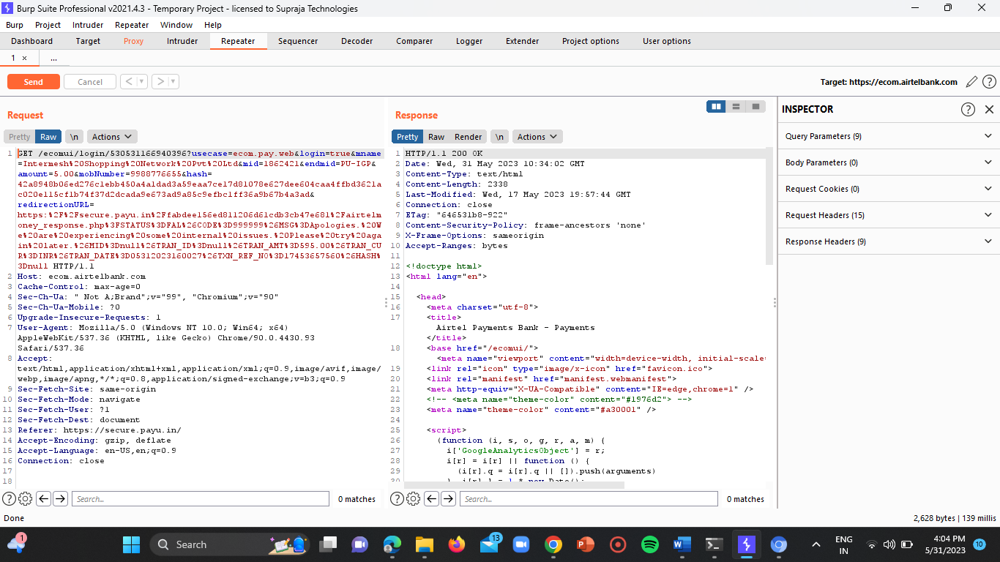 Burp Suite Professional v2021.4.3 - Temporary Project - licensed to Supraja Technologies
Burp Project Intruder Repeater Window Help
Dashboard Target Proxy Intruder Repeater Sequencer Decoder Comparer Logger Extender Project options User options
1 × ...
Send Cancel < > Target: https://ecom.airtelbank.com
Request
Pretty Raw \n Actions
1 GET /ecomui/login/530531166940396?usecase=ecom.pay.web&login=true&mname
=Intermesh%20Shopping%20Network%20Pvt%20Ltd&mid=1862421&endmid=PU-IGP&
amount=5.00&mobNumber=9988776655&hash=
42a8948b06ed276c1ebb450a4a1dad3a59eaa7ce17d81078e627dee604caa4ffbd3621a
c020e115cf1b74f37d2dcada9e673ad9a85c9efbc1ff36a9b67b4a3ad&
redirectionURL=
https:%2F%2Fsecure.payu.in%2Ffabdee156ed811206d61cdb3cb47e681%2Fairtelm
oney_response.php%3FSTATUS%3DFAL%26CODE%3D999999%26MSG%3DApologies.%20W
e%20are%20experiencing%20some%20internal%20issues.%20Please%20try%20aga
in%20later.%26MID%3Dnull%26TRAN_ID%3Dnull%26TRAN_AMT%3D595.00%26TRAN_CU
R%3DINR%26TRAN_DATE%3D05312023160027%26TXN_REF_NO%3D17453657560%26HASH%
3Dnull HTTP/1.1
2 Host: ecom.airtelbank.com
3 Cache-Control: max-age=0
4 Sec-Ch-Ua: " Not A;Brand";v="99", "Chromium";v="90"
5 Sec-Ch-Ua-Mobile: ?0
6 Upgrade-Insecure-Requests: 1
7 User-Agent: Mozilla/5.0 (Windows NT 10.0; Win64; x64)
AppleWebKit/537.36 (KHTML, like Gecko) Chrome/90.0.4430.93
Safari/537.36
8 Accept:
text/html,application/xhtml+xml,application/xml;q=0.9,image/avif,image/
webp,image/apng,*/*;q=0.8,application/signed-exchange;v=b3;q=0.9
9 Sec-Fetch-Site: same-origin
10 Sec-Fetch-Mode: navigate
11 Sec-Fetch-User: ?1
12 Sec-Fetch-Dest: document
13 Referer: https://secure.payu.in/
14 Accept-Encoding: gzip, deflate
15 Accept-Language: en-US,en;q=0.9
16 Connection: close
17
18
Search... 0 matches
Response
Pretty Raw Render \n Actions
1 HTTP/1.1 200 OK
2 Date: Wed, 31 May 2023 10:34:02 GMT
3 Content-Type: text/html
4 Content-Length: 2338
5 Last-Modified: Wed, 17 May 2023 19:57:44 GMT
6 Connection: close
7 ETag: "646531b8-922"
8 Content-Security-Policy: frame-ancestors 'none'
9 X-Frame-Options: sameorigin
10 Accept-Ranges: bytes
11
12 <!doctype html>
13 <html lang="en">
14
15 <head>
16 <meta charset="utf-8">
17 <title>
Airtel Payments Bank - Payments
</title>
18 <base href="/ecomui/">
<meta name="viewport" content="width=device-width, initial-scale=
19 <link rel="icon" type="image/x-icon" href="favicon.ico">
20 <link rel="manifest" href="manifest.webmanifest">
21 <meta http-equiv="X-UA-Compatible" content="IE=edge,chrome=1" />
22 <!-- <meta name="theme-color" content="#1976d2"> -->
23 <meta name="theme-color" content="#a30001" />
24
25 <script>
26 (function (i, s, o, g, r, a, m) {
27 i['GoogleAnalyticsObject'] = r;
28 i[r] = i[r] || function () {
29 (i[r].q = i[r].q || []).push(arguments)
30 }, i[r].l = 1 * new Date();
Search... 0 matches
INSPECTOR
Query Parameters (9)
Body Parameters (0)
Request Cookies (0)
Request Headers (15)
Response Headers (9)
Done 2,628 bytes | 139 millis
1 Search 13 ENG IN 4:04 PM 5/31/2023 10